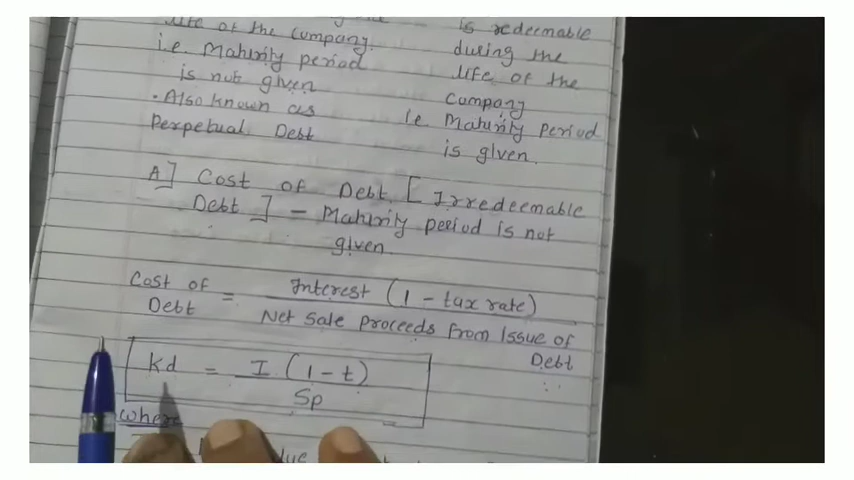 life of the company.
i.e. Maturity period
is not given
• Also known as
Perpetual Debt
is redeemable
during the
life of the
Company
i.e Maturity period
is given.
A] Cost of Debt [Irredeemable
Debt] – Maturity period is not
given
Cost of Debt = Interest (1 - tax rate)
Net Sale Proceeds from Issue of
Debt
Kd = I (1 - t)
Sp
where